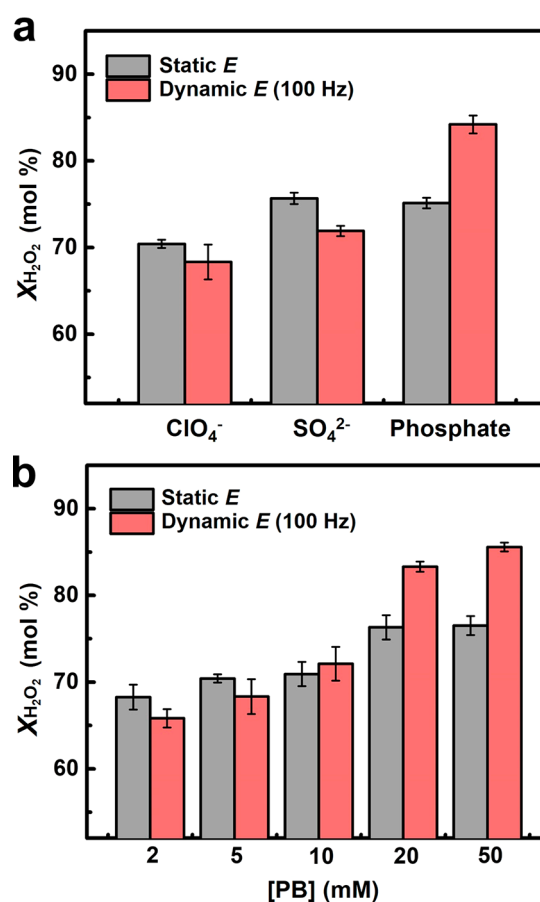 a
Static E
Dynamic E (100 Hz)
90
80
70
60
XH₂O₂ (mol %)
ClO₄⁻ SO₄²⁻ Phosphate
b
Static E
Dynamic E (100 Hz)
90
80
70
60
XH₂O₂ (mol %)
2 5 10 20 50
[PB] (mM)